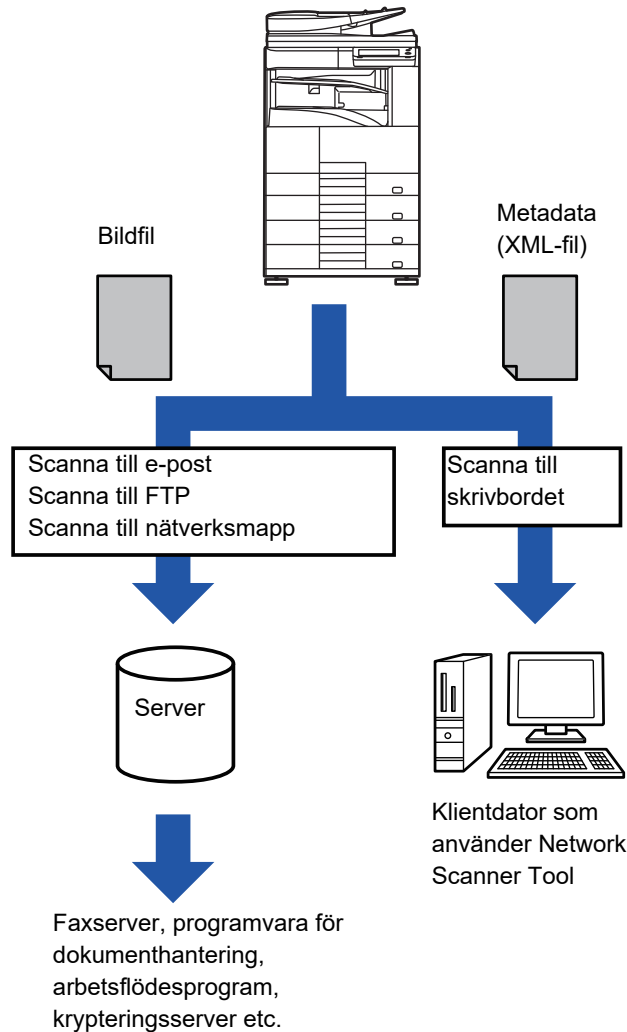 Bildfil
Metadata
(XML-fil)
Scanna till e-post
Scanna till FTP
Scanna till nätverksmapp
Scanna till
skrivbordet
Server
Klientdator som
använder Network
Scanner Tool
Faxserver, programvara för
dokumenthantering,
arbetsflödesprogram,
krypteringsserver etc.